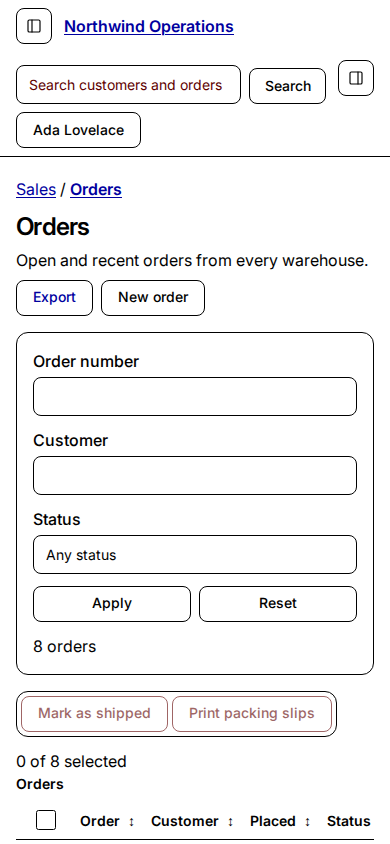 Northwind Operations
Search customers and orders
Search
Ada Lovelace
Sales / Orders
Orders
Open and recent orders from every warehouse.
Export
New order
Order number
Customer
Status
Any status
Apply
Reset
8 orders
Mark as shipped
Print packing slips
0 of 8 selected
Orders
Order ↕ Customer ↕ Placed ↕ Status